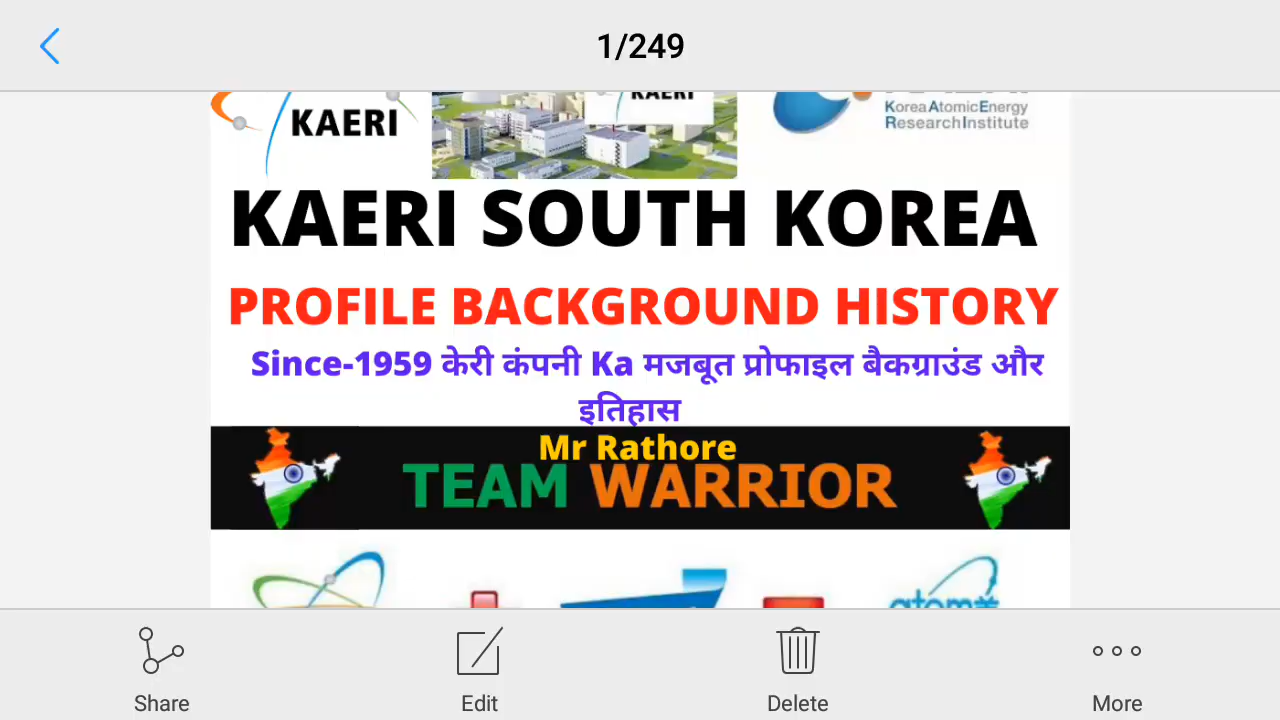 1/249
KAERI
KAERI
Korea Atomic Energy
Research Institute
KAERI SOUTH KOREA
PROFILE BACKGROUND HISTORY
Since-1959 केरी कंपनी Ka मजबूत प्रोफाइल बैकग्राउंड और
इतिहास
Mr Rathore
TEAM WARRIOR
Share
Edit
Delete
More